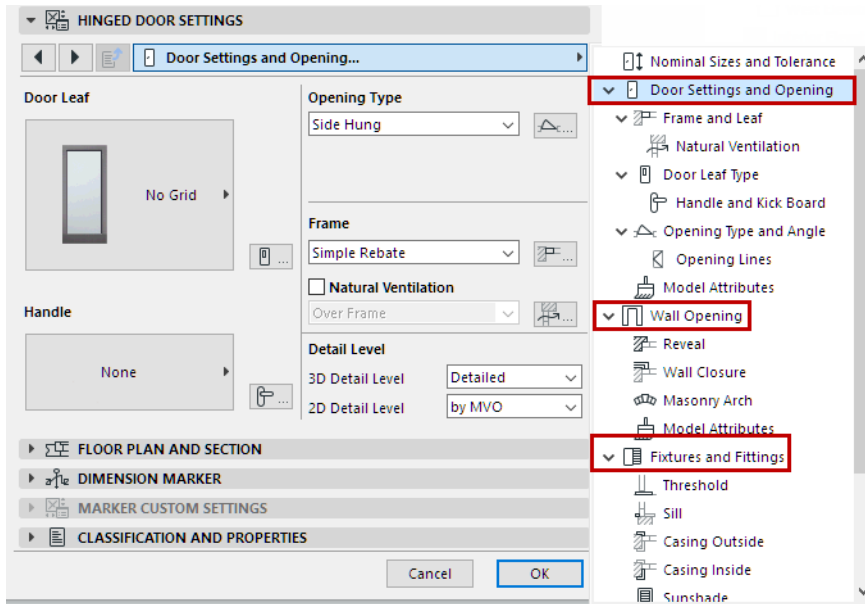 HINGED DOOR SETTINGS
Door Settings and Opening...
Door Leaf
No Grid
...
Handle
None
...
Opening Type
Side Hung
...
Frame
Simple Rebate
...
Natural Ventilation
Over Frame
...
Detail Level
3D Detail Level
Detailed
2D Detail Level
by MVO
FLOOR PLAN AND SECTION
DIMENSION MARKER
MARKER CUSTOM SETTINGS
CLASSIFICATION AND PROPERTIES
Cancel
OK
Nominal Sizes and Tolerance
Door Settings and Opening
Frame and Leaf
Natural Ventilation
Door Leaf Type
Handle and Kick Board
Opening Type and Angle
Opening Lines
Model Attributes
Wall Opening
Reveal
Wall Closure
Masonry Arch
Model Attributes
Fixtures and Fittings
Threshold
Sill
Casing Outside
Casing Inside
Sunshade